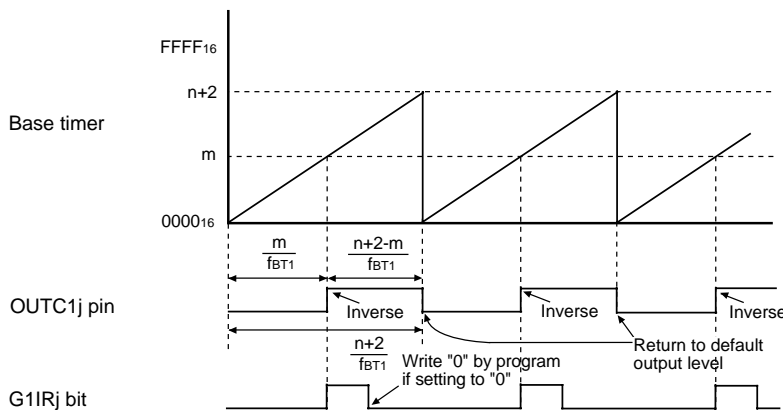 FFFF16
n+2
Base timer
m
000016
m
fBT1
n+2-m
fBT1
OUTC1j pin
Inverse
Inverse
Inverse
n+2
fBT1
Return to default
output level
Write "0" by program
if setting to "0"
G1IRj bit